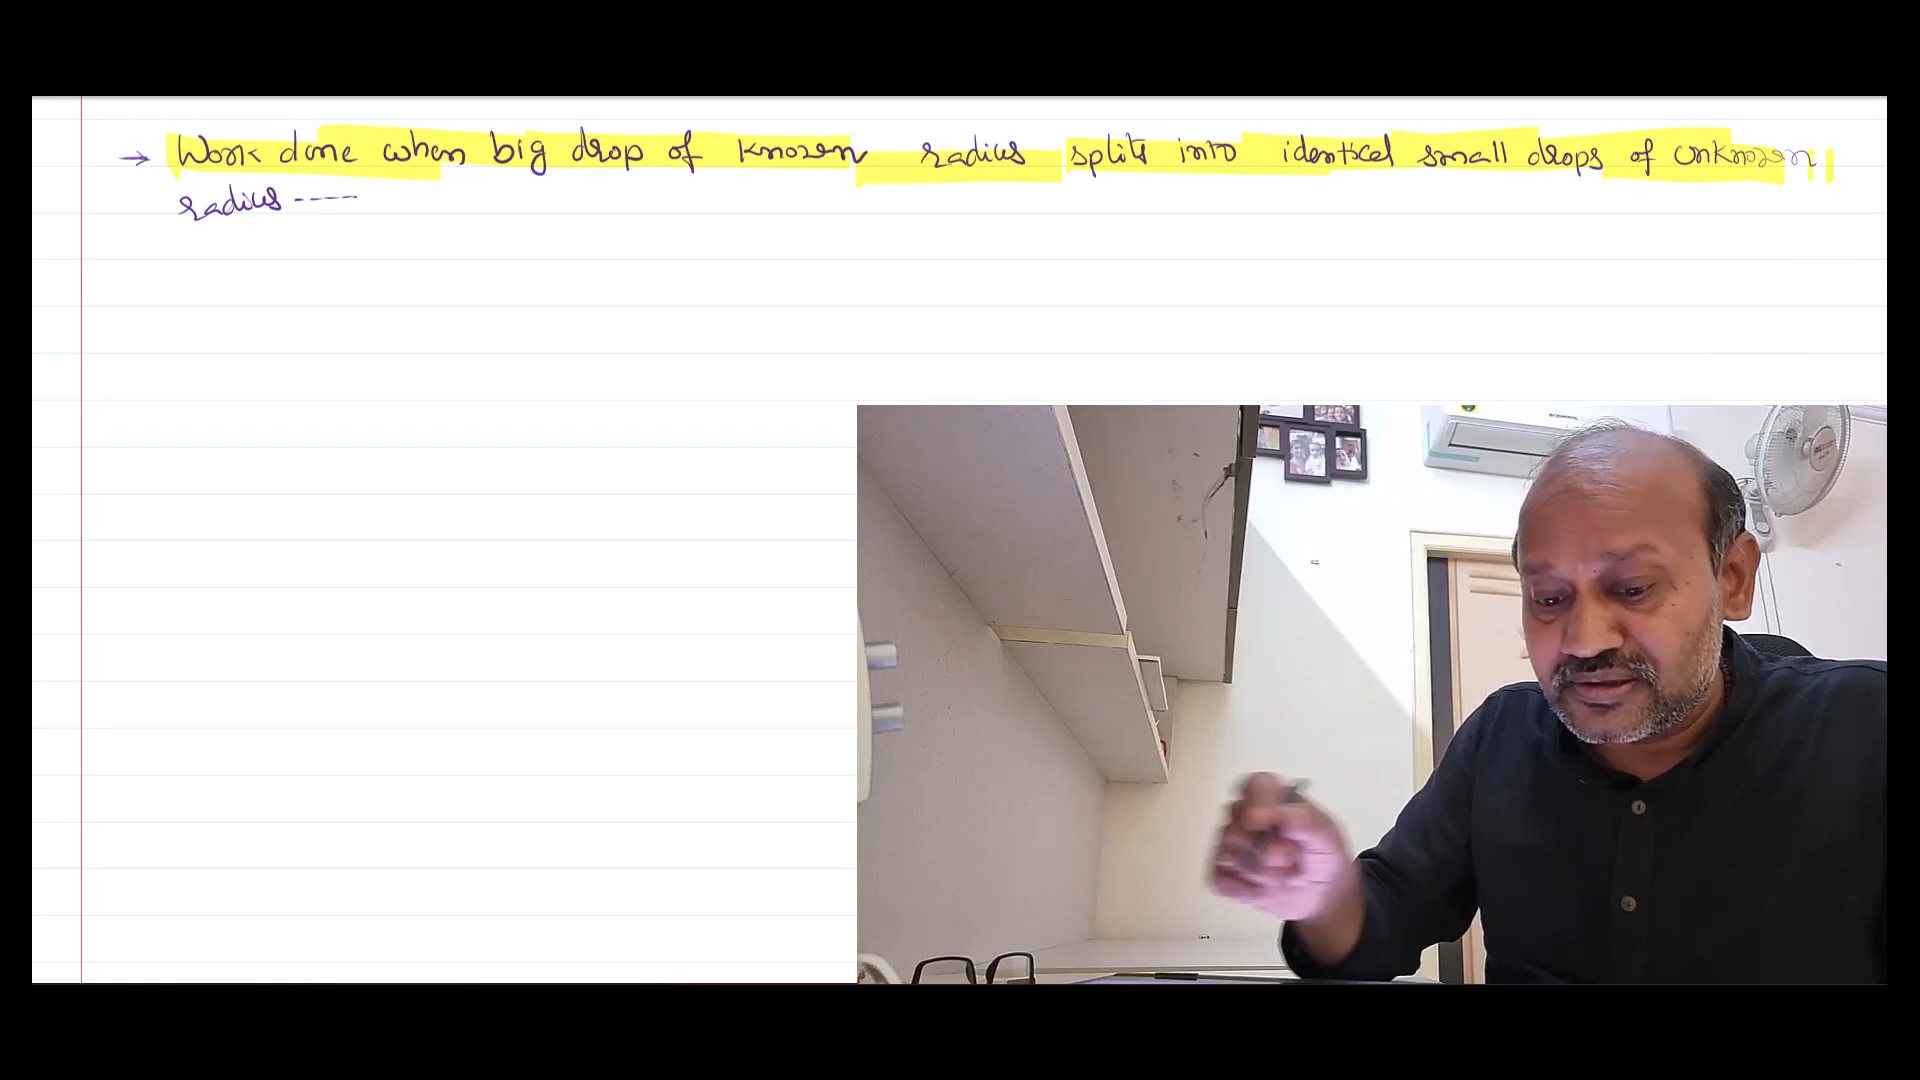 → Work done when big drop of known radius splits into identical small drops of unknown
radius -----